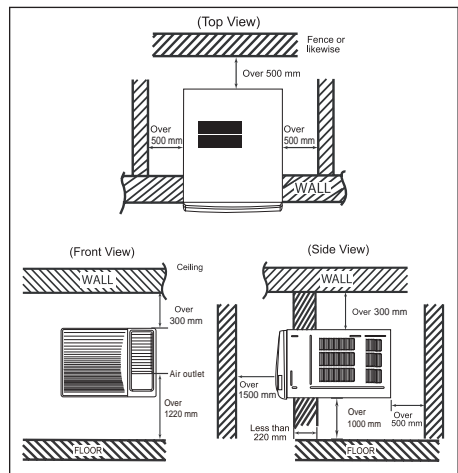 (Top View)
Fence or
likewise
Over 500 mm
Over
500 mm
Over
500 mm
WALL
(Front View)
Ceiling
WALL
Over
300 mm
Air outlet
Over
1220 mm
FLOOR
(Side View)
WALL
Over 300 mm
Over
1500 mm
Less than
220 mm
Over
1000 mm
Over
500 mm
FLOOR